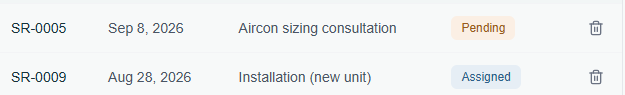 SR-0005 Sep 8, 2026 Aircon sizing consultation Pending
SR-0009 Aug 28, 2026 Installation (new unit) Assigned